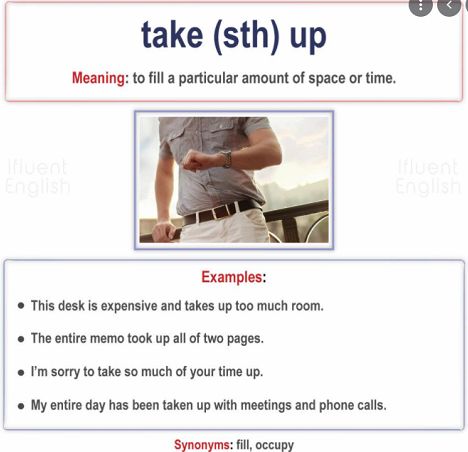 take (sth) up
Meaning: to fill a particular amount of space or time.
Ifluent
English
Ifluent
English
Examples:
• This desk is expensive and takes up too much room.
• The entire memo took up all of two pages.
• I'm sorry to take so much of your time up.
• My entire day has been taken up with meetings and phone calls.
Synonyms: fill, occupy